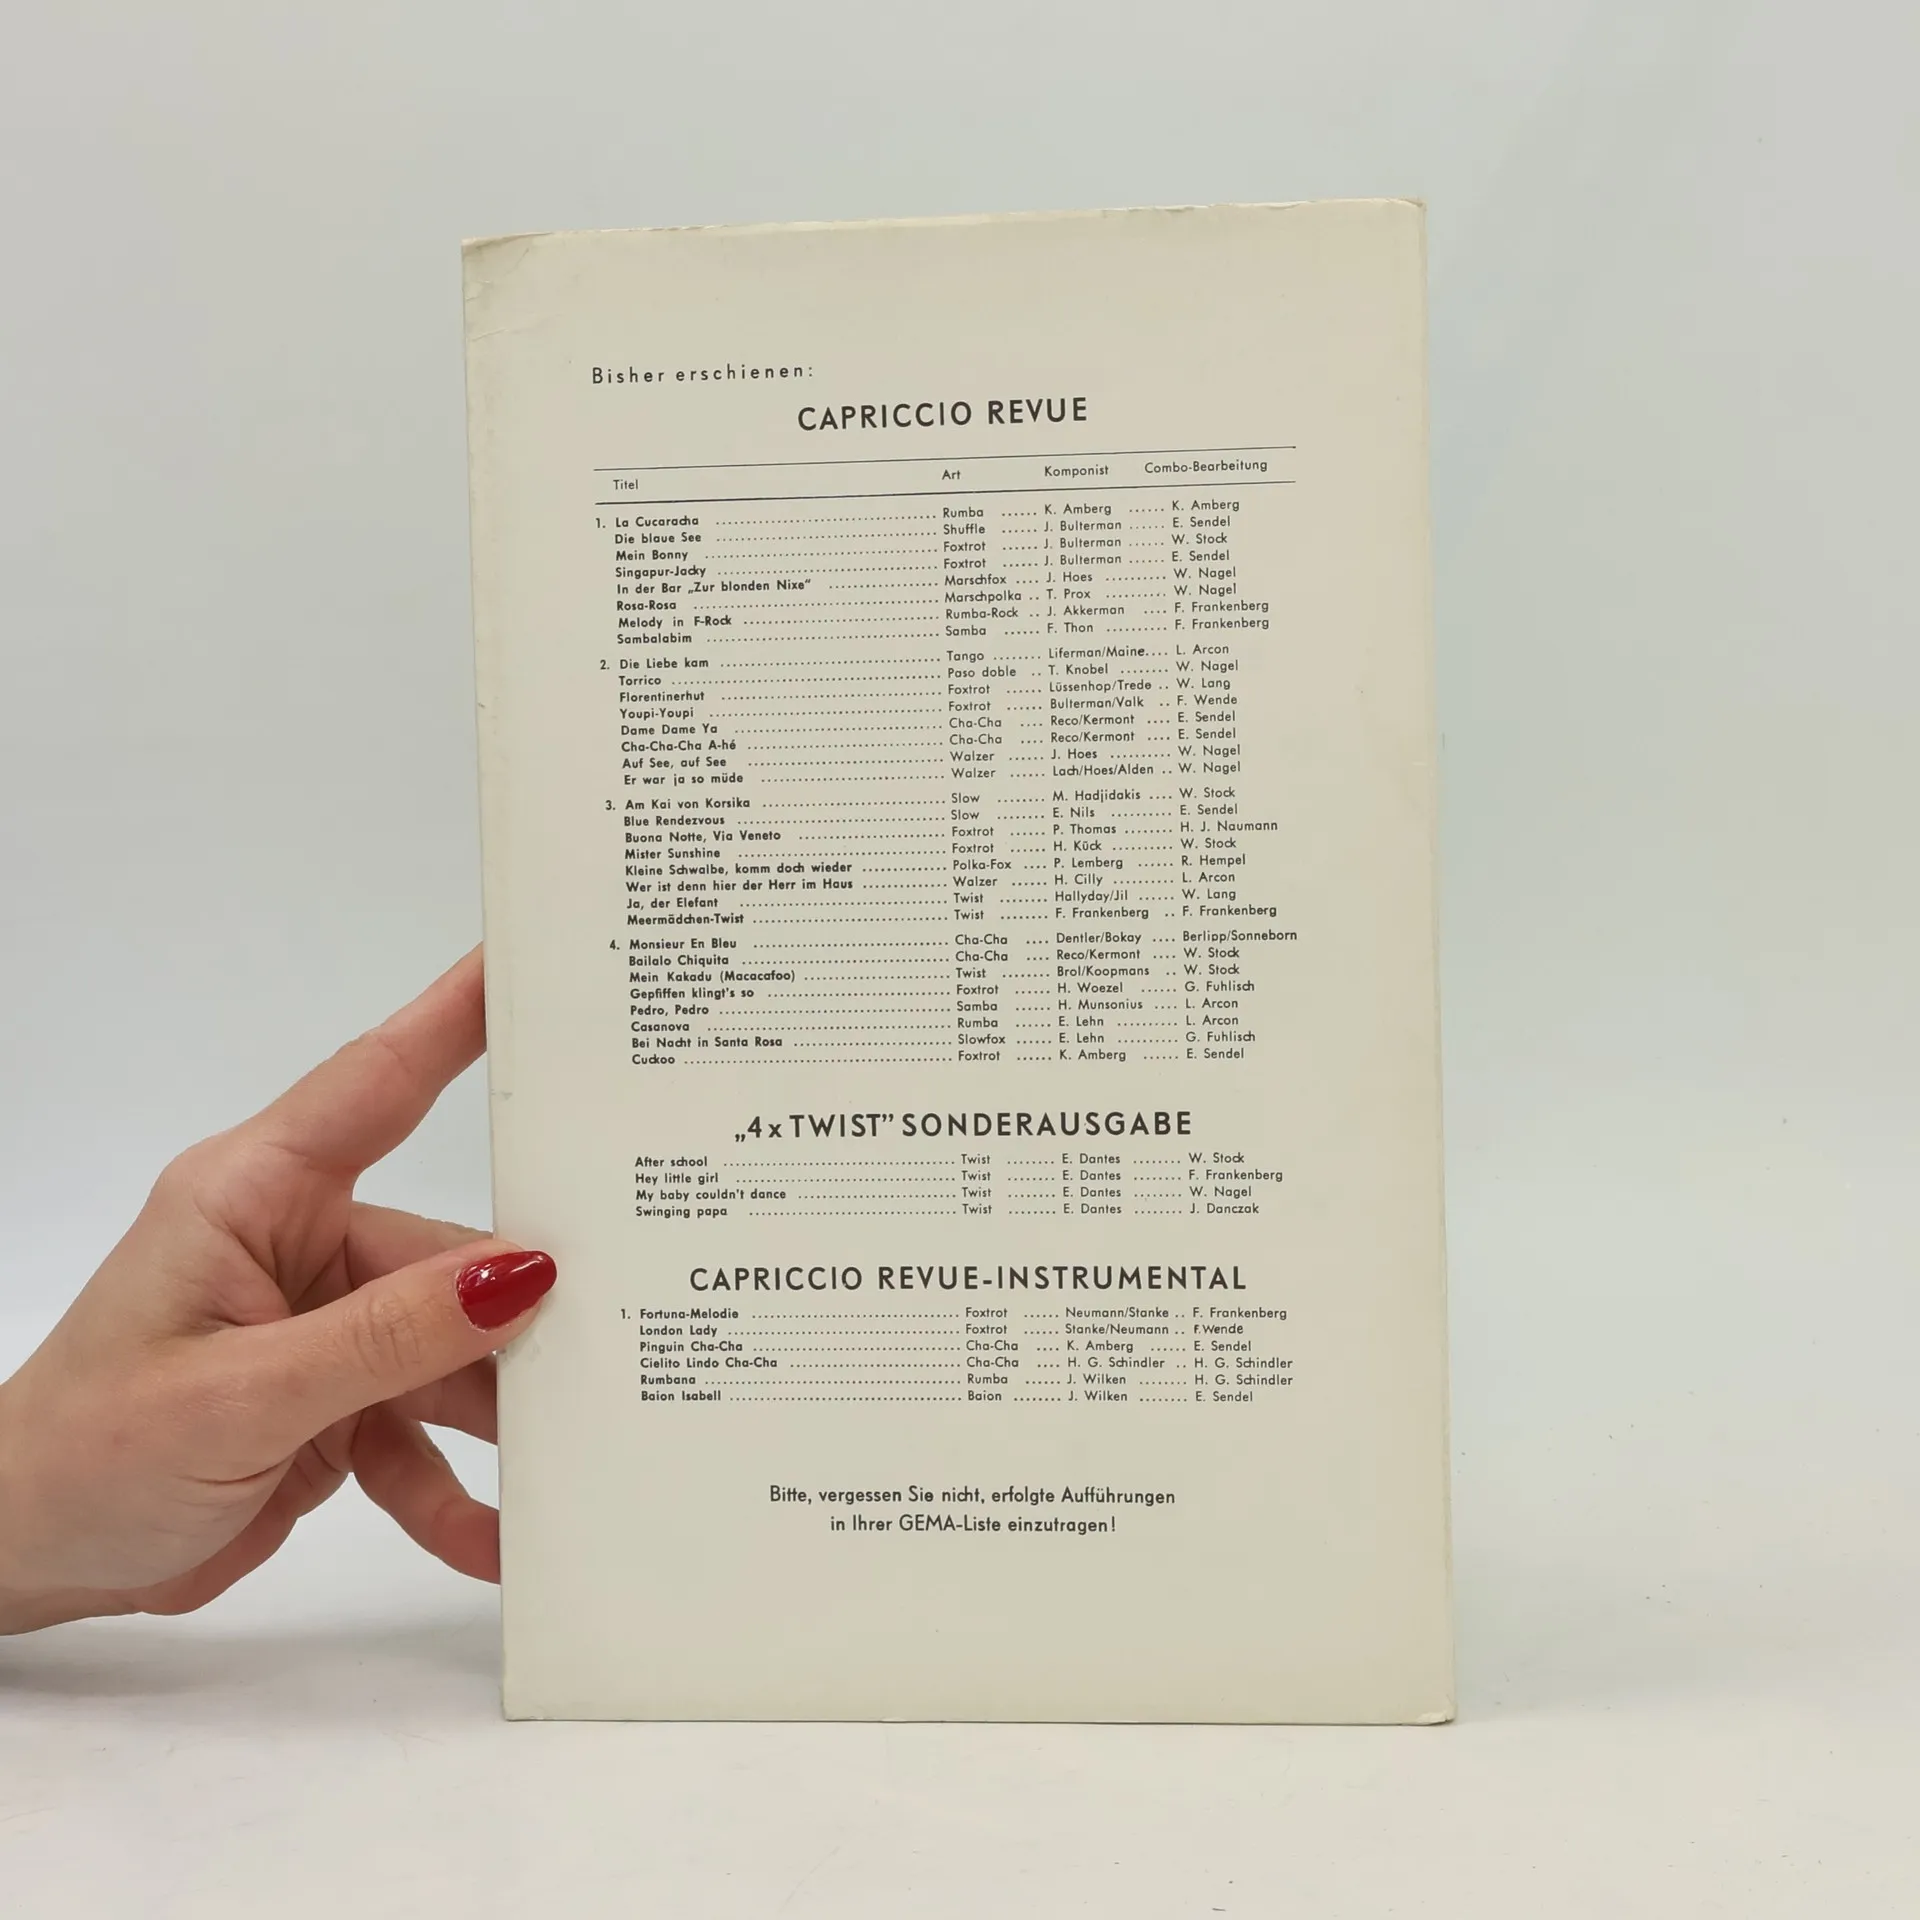 Bisher erschienen:
CAPRICCIO REVUE
Titel Art Komponist Combo-Bearbeitung
1. La Cucaracha ........ Rumba ...... K. Amberg ...... K. Amberg
Die blaue See ........ Shuffle ...... J. Bulterman ...... E. Sendel
Mein Bonny ........ Foxtrot ...... J. Bulterman ...... W. Stock
Singapur-Jacky ........ Foxtrot ...... J. Bulterman ...... E. Sendel
In der Bar „Zur blonden Nixe“ ........ Marschfox .... J. Hoes .......... W. Nagel
Rosa-Rosa ........ Marschpolka .. T. Prox .......... W. Nagel
Melody in F-Rock ........ Rumba-Rock .. J. Akkerman .... F. Frankenberg
Sambalabim ........ Samba ...... F. Thon .......... F. Frankenberg
2. Die Liebe kam ........ Tango ........ Liferman/Maine.... L. Arcon
Torrico ........ Paso doble .. T. Knobel ........ W. Nagel
Florentinerhut ........ Foxtrot ...... Lüssenhop/Trede .. W. Lang
Youpi-Youpi ........ Foxtrot ...... Bulterman/Valk .. F. Wende
Dame Dame Ya ........ Cha-Cha .... Reco/Kermont .... E. Sendel
Cha-Cha-Cha A-hé ........ Cha-Cha .... Reco/Kermont .... E. Sendel
Auf See, auf See ........ Walzer ...... J. Hoes .......... W. Nagel
Er war ja so müde ........ Walzer ...... Lach/Hoes/Alden .. W. Nagel
3. Am Kai von Korsika ........ Slow ........ M. Hadjidakis .... W. Stock
Blue Rendezvous ........ Slow ........ E. Nils .......... E. Sendel
Buona Notte, Via Veneto ........ Foxtrot ...... P. Thomas ........ H. J. Naumann
Mister Sunshine ........ Foxtrot ...... H. Kück .......... W. Stock
Kleine Schwalbe, komm doch wieder ........ Polka-Fox .... P. Lemberg ...... R. Hempel
Wer ist denn hier der Herr im Haus ........ Walzer ...... H. Cilly .......... L. Arcon
Ja, der Elefant ........ Twist ........ Hallyday/Jil ...... W. Lang
Meermädchen-Twist ........ Twist ........ F. Frankenberg .. F. Frankenberg
4. Monsieur En Bleu ........ Cha-Cha .... Dentler/Bokay .... Berlipp/Sonneborn
Bailalo Chiquita ........ Cha-Cha .... Reco/Kermont .... W. Stock
Mein Kakadu (Macacafoo) ........ Twist ........ Brol/Koopmans .. W. Stock
Gepfiffen klingt's so ........ Foxtrot ...... H. Woezel ...... G. Fuhlisch
Pedro, Pedro ........ Samba ...... H. Munsonius .... L. Arcon
Casanova ........ Rumba ...... E. Lehn .......... L. Arcon
Bei Nacht in Santa Rosa ........ Slowfox ...... E. Lehn .......... G. Fuhlisch
Cuckoo ........ Foxtrot ...... K. Amberg ...... E. Sendel
„4 x TWIST” SONDERAUSGABE
After school ........ Twist ........ E. Dantes ........ W. Stock
Hey little girl ........ Twist ........ E. Dantes ........ F. Frankenberg
My baby couldn't dance ........ Twist ........ E. Dantes ........ W. Nagel
Swinging papa ........ Twist ........ E. Dantes ........ J. Danczak
CAPRICCIO REVUE-INSTRUMENTAL
1. Fortuna-Melodie ........ Foxtrot ...... Neumann/Stanke .. F. Frankenberg
London Lady ........ Foxtrot ...... Stanke/Neumann .. F.Wende
Pinguin Cha-Cha ........ Cha-Cha .... K. Amberg ...... E. Sendel
Cielito Lindo Cha-Cha ........ Cha-Cha .... H. G. Schindler .. H. G. Schindler
Rumbana ........ Rumba ...... J. Wilken ........ H. G. Schindler
Baion Isabell ........ Baion ........ J. Wilken ........ E. Sendel
Bitte, vergessen Sie nicht, erfolgte Aufführungen
in Ihrer GEMA-Liste einzutragen!